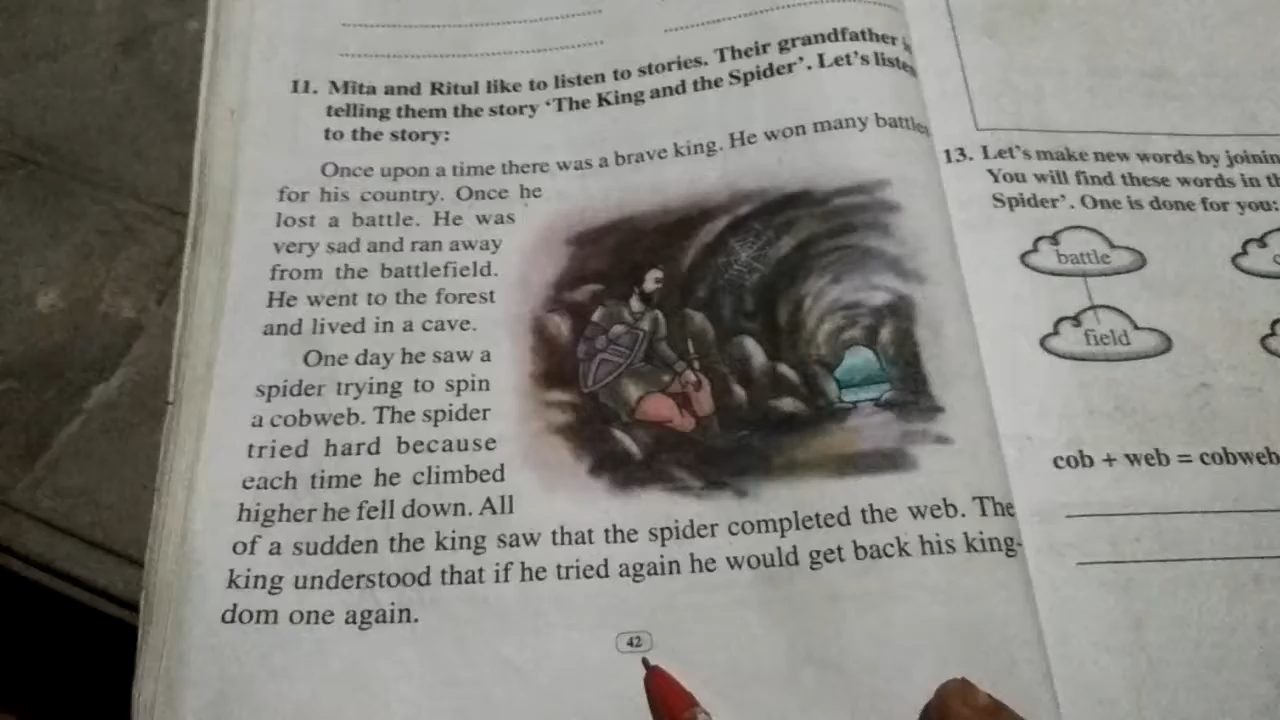 11. Mita and Ritul like to listen to stories. Their grandfather
telling them the story 'The King and the Spider'. Let's listen
to the story:
Once upon a time there was a brave king. He won many battles
for his country. Once he
lost a battle. He was
very sad and ran away
from the battlefield.
He went to the forest
and lived in a cave.
One day he saw a
spider trying to spin
a cobweb. The spider
tried hard because
each time he climbed
higher he fell down. All
of a sudden the king saw that the spider completed the web. The
king understood that if he tried again he would get back his king-
dom one again.
42
13. Let's make new words by
You will find these words in
Spider'. One is done for you:
battle
field
cob + web = cobweb